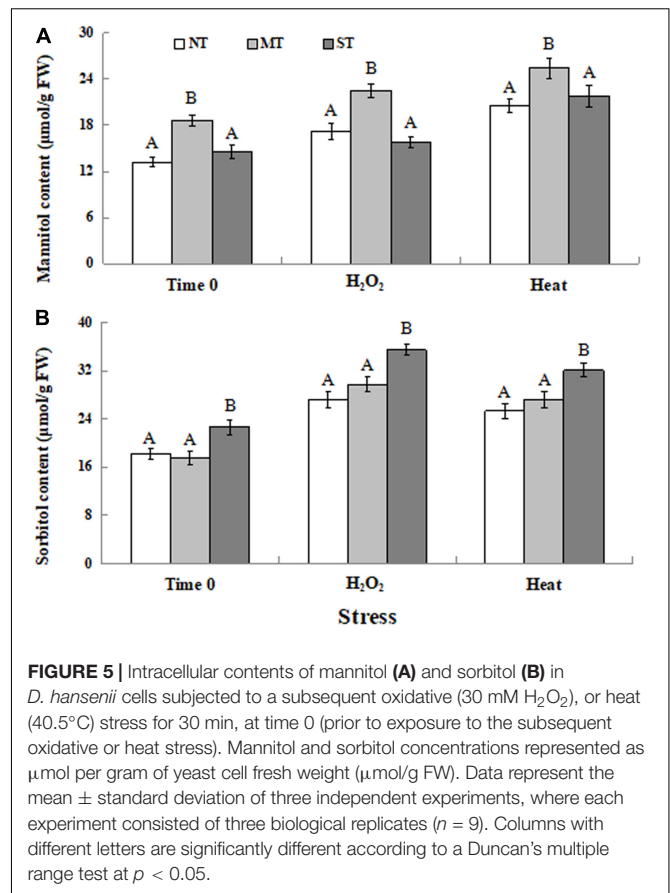 A
30
24
18
12
6
0
Mannitol content (μmol/g FW)
NT MT ST
A B A A B A A B A
Time 0 H₂O₂ Heat
B
40
32
24
16
8
0
Sorbitol content (μmol/g FW)
A A B A A B A A B
Time 0 H₂O₂ Heat
Stress
FIGURE 5 | Intracellular contents of mannitol (A) and sorbitol (B) in
D. hansenii cells subjected to a subsequent oxidative (30 mM H₂O₂), or heat
(40.5°C) stress for 30 min, at time 0 (prior to exposure to the subsequent
oxidative or heat stress). Mannitol and sorbitol concentrations represented as
μmol per gram of yeast cell fresh weight (μmol/g FW). Data represent the
mean ± standard deviation of three independent experiments, where each
experiment consisted of three biological replicates (n = 9). Columns with
different letters are significantly different according to a Duncan's multiple
range test at p < 0.05.